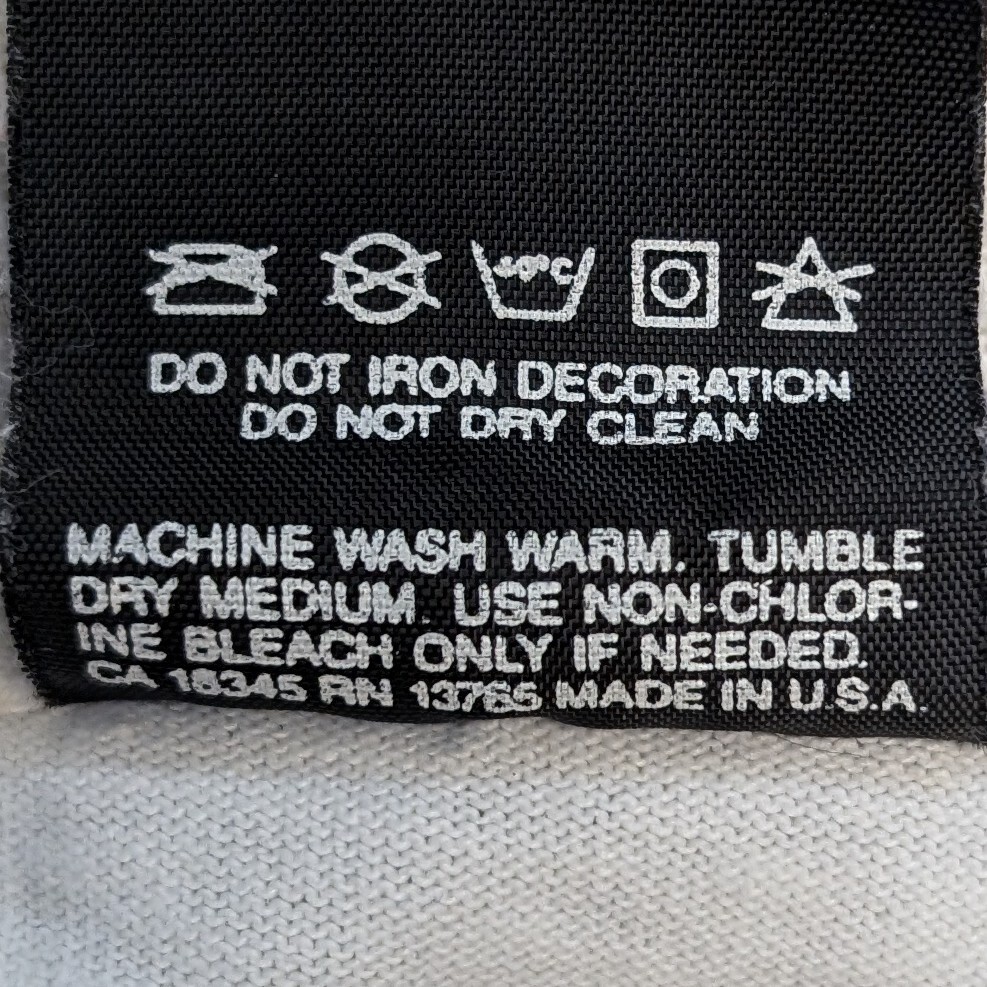 40°C
DO NOT IRON DECORATION
DO NOT DRY CLEAN
MACHINE WASH WARM. TUMBLE
DRY MEDIUM. USE NON-CHLOR-
INE BLEACH ONLY IF NEEDED.
CA 18345 RN 13765 MADE IN U.S.A.